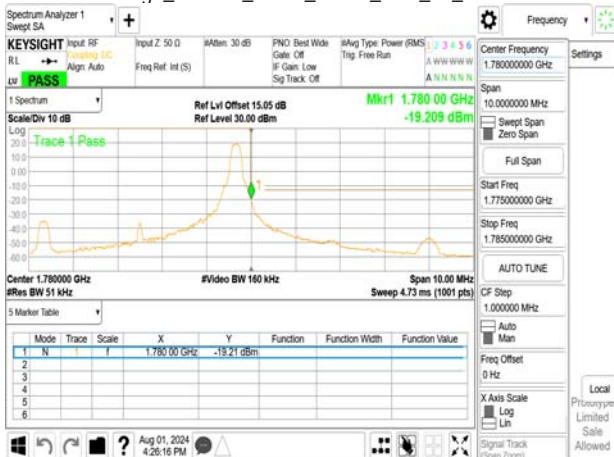 Spectrum Analyzer 1
Swept SA
+
Frequency
KEYSIGHT
Input: RF
Coupling: DC
Align: Auto
Input Z: 50 Ω
Freq Ref: Int (S)
#Atten: 30 dB
PNO: Best Wide
Gate: Off
IF Gain: Low
Sig Track: Off
#Avg Type: Power (RMS
Trig: Free Run
1 2 3 4 5 6
A W W W W W
A N N N N N
RL
PASS
Center Frequency
1.780000000 GHz
Settings
Span
10.0000000 MHz
Swept Span
Zero Span
Full Span
Start Freq
1.775000000 GHz
Stop Freq
1.785000000 GHz
AUTO TUNE
CF Step
1.000000 MHz
Auto
Man
Freq Offset
0 Hz
X Axis Scale
Log
Lin
Signal Track
(Span Zoom)
Local
Prototype
Limited
Sale
Allowed
1 Spectrum
Scale/Div 10 dB
Ref Lvl Offset 15.05 dB
Ref Level 30.00 dBm
Mkr1 1.780 00 GHz
-19.209 dBm
Log
Trace 1 Pass
20.0
10.0
0.00
-10.0
-20.0
-30.0
-40.0
-50.0
-60.0
1
Center 1.780000 GHz
#Res BW 51 kHz
#Video BW 160 kHz
Span 10.00 MHz
Sweep 4.73 ms (1001 pts)
5 Marker Table
Mode Trace Scale X Y Function Function Width Function Value
1 N 1 f 1.780 00 GHz -19.21 dBm
2
3
4
5
6
?
Aug 01, 2024
4:26:16 PM